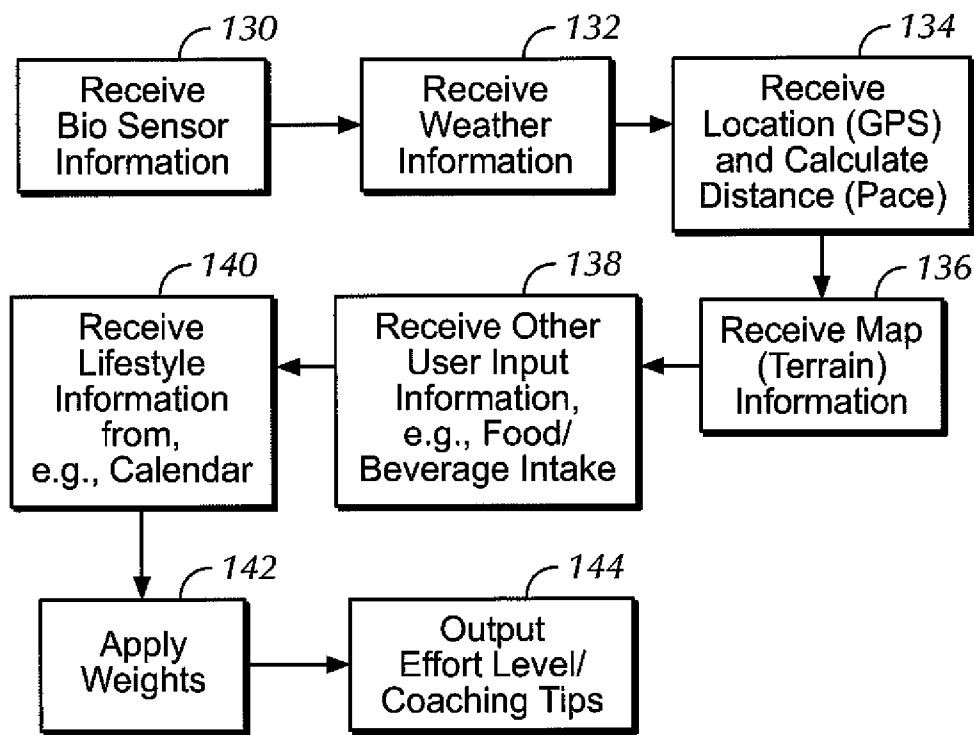 130
Receive
Bio Sensor
Information
132
Receive
Weather
Information
134
Receive
Location (GPS)
and Calculate
Distance (Pace)
136
Receive Map
(Terrain)
Information
138
Receive Other
User Input
Information,
e.g., Food/
Beverage Intake
140
Receive
Lifestyle
Information
from,
e.g., Calendar
142
Apply
Weights
144
Output
Effort Level/
Coaching Tips